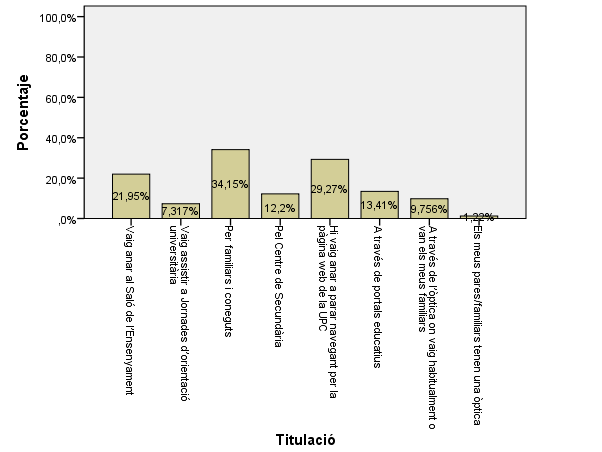 Porcentaje
100,0%
80,0%
60,0%
40,0%
20,0%
,0%
21,95%
7,317%
34,15%
12,2%
29,27%
13,41%
9,756%
1,22%
Vaig anar al Saló de l'Ensenyament
Vaig assistir a Jornades d'orientació
universitària
Per familiars i coneguts
Pel Centre de Secundària
Hi vaig anar a parar navegant per la
pàgina web de la UPC
A través de portals educatius
A través de l'òptica on vaig habitualment o
van els meus familiars
Els meus pares/familiars tenen una òptica
Titulació